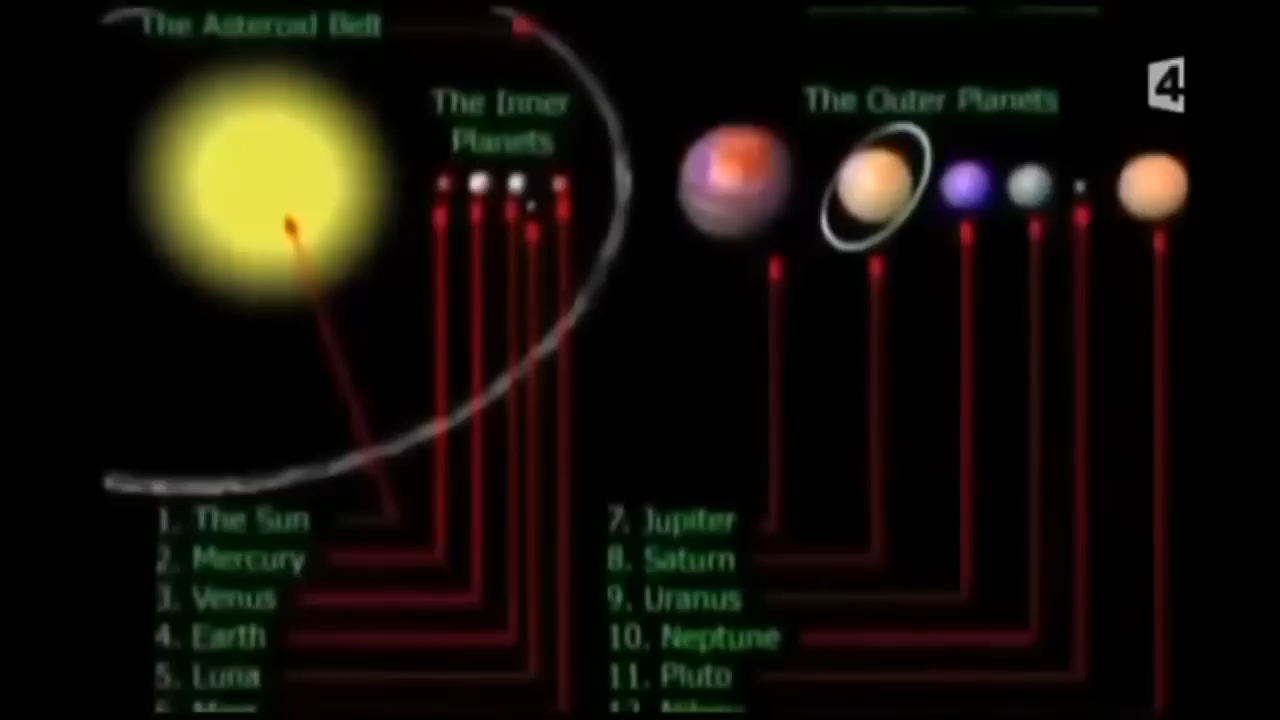 The Asteroid Belt
The Inner
Planets
The Outer Planets
4
1. The Sun
2. Mercury
3. Venus
4. Earth
5. Luna
7. Jupiter
8. Saturn
9. Uranus
10. Neptune
11. Pluto